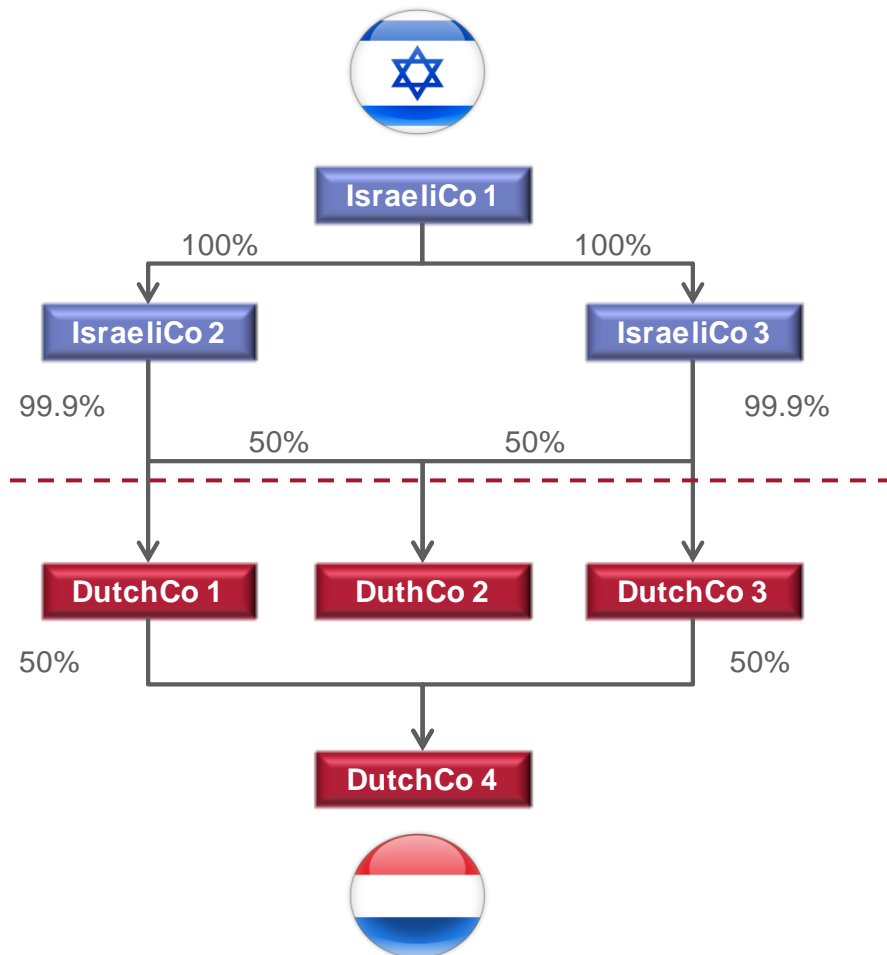 IsraeliCo 1
100% 100%
IsraeliCo 2 IsraeliCo 3
99.9% 99.9%
50% 50%
DutchCo 1 DuthCo 2 DutchCo 3
50% 50%
DutchCo 4